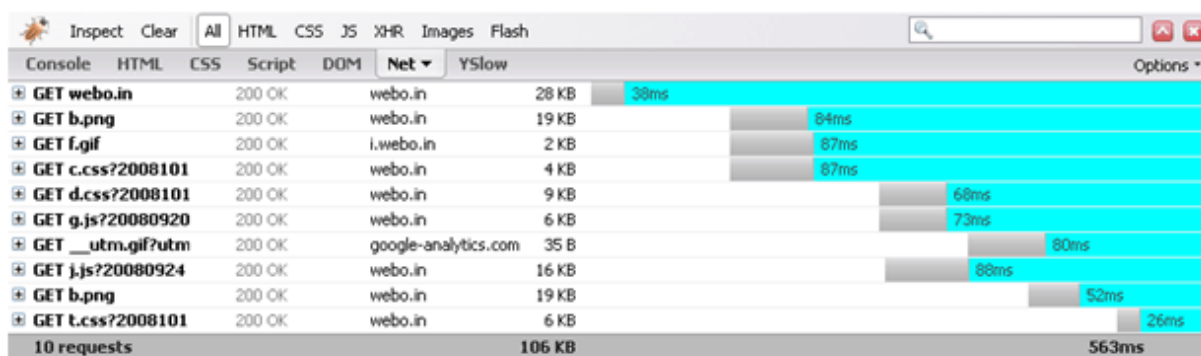 Inspect Clear All HTML CSS JS XHR Images Flash
Console HTML CSS Script DOM Net YSlow Options
GET webo.in 200 OK webo.in 28 KB 38ms
GET b.png 200 OK webo.in 19 KB 84ms
GET f.gif 200 OK i.webo.in 2 KB 87ms
GET c.css?2008101 200 OK webo.in 4 KB 87ms
GET d.css?2008101 200 OK webo.in 9 KB 68ms
GET g.js?20080920 200 OK webo.in 6 KB 73ms
GET __utm.gif?utm 200 OK google-analytics.com 35 B 80ms
GET j.js?20080924 200 OK webo.in 16 KB 88ms
GET b.png 200 OK webo.in 19 KB 52ms
GET t.css?2008101 200 OK webo.in 6 KB 26ms
10 requests 106 KB 563ms